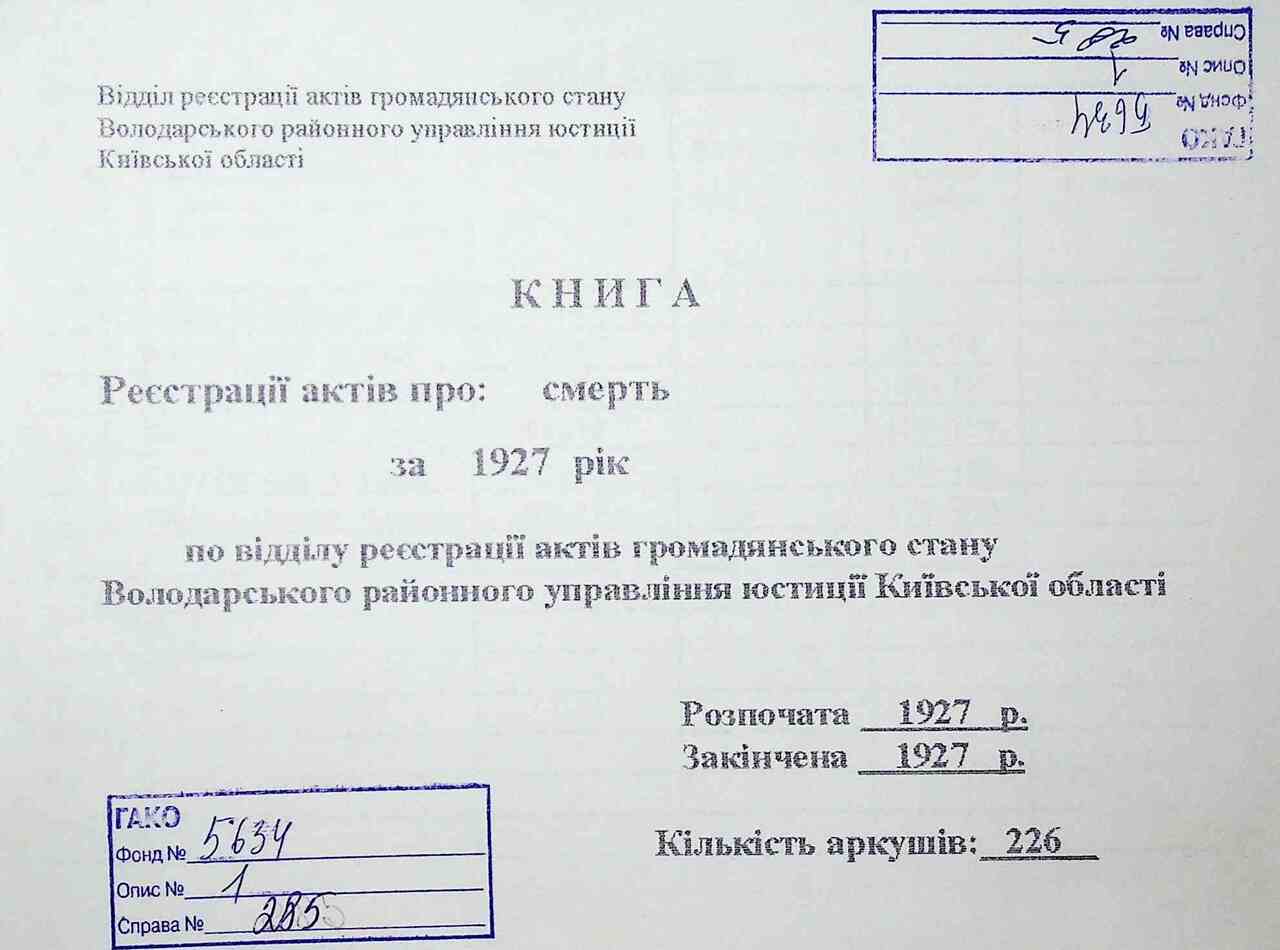 Відділ реєстрації актів громадянського стану
Володарського районного управління юстиції
Київської області
ГАКО
Фонд № 5634
Опис № 1
Справа № 285
К Н И Г А
Реєстрації актів про: смерть
за 1927 рік
по відділу реєстрації актів громадянського стану
Володарського районного управління юстиції Київської області
Розпочата 1927 р.
Закінчена 1927 р.
Кількість аркушів: 226
ГАКО
Фонд № 5634
Опис № 1
Справа № 285